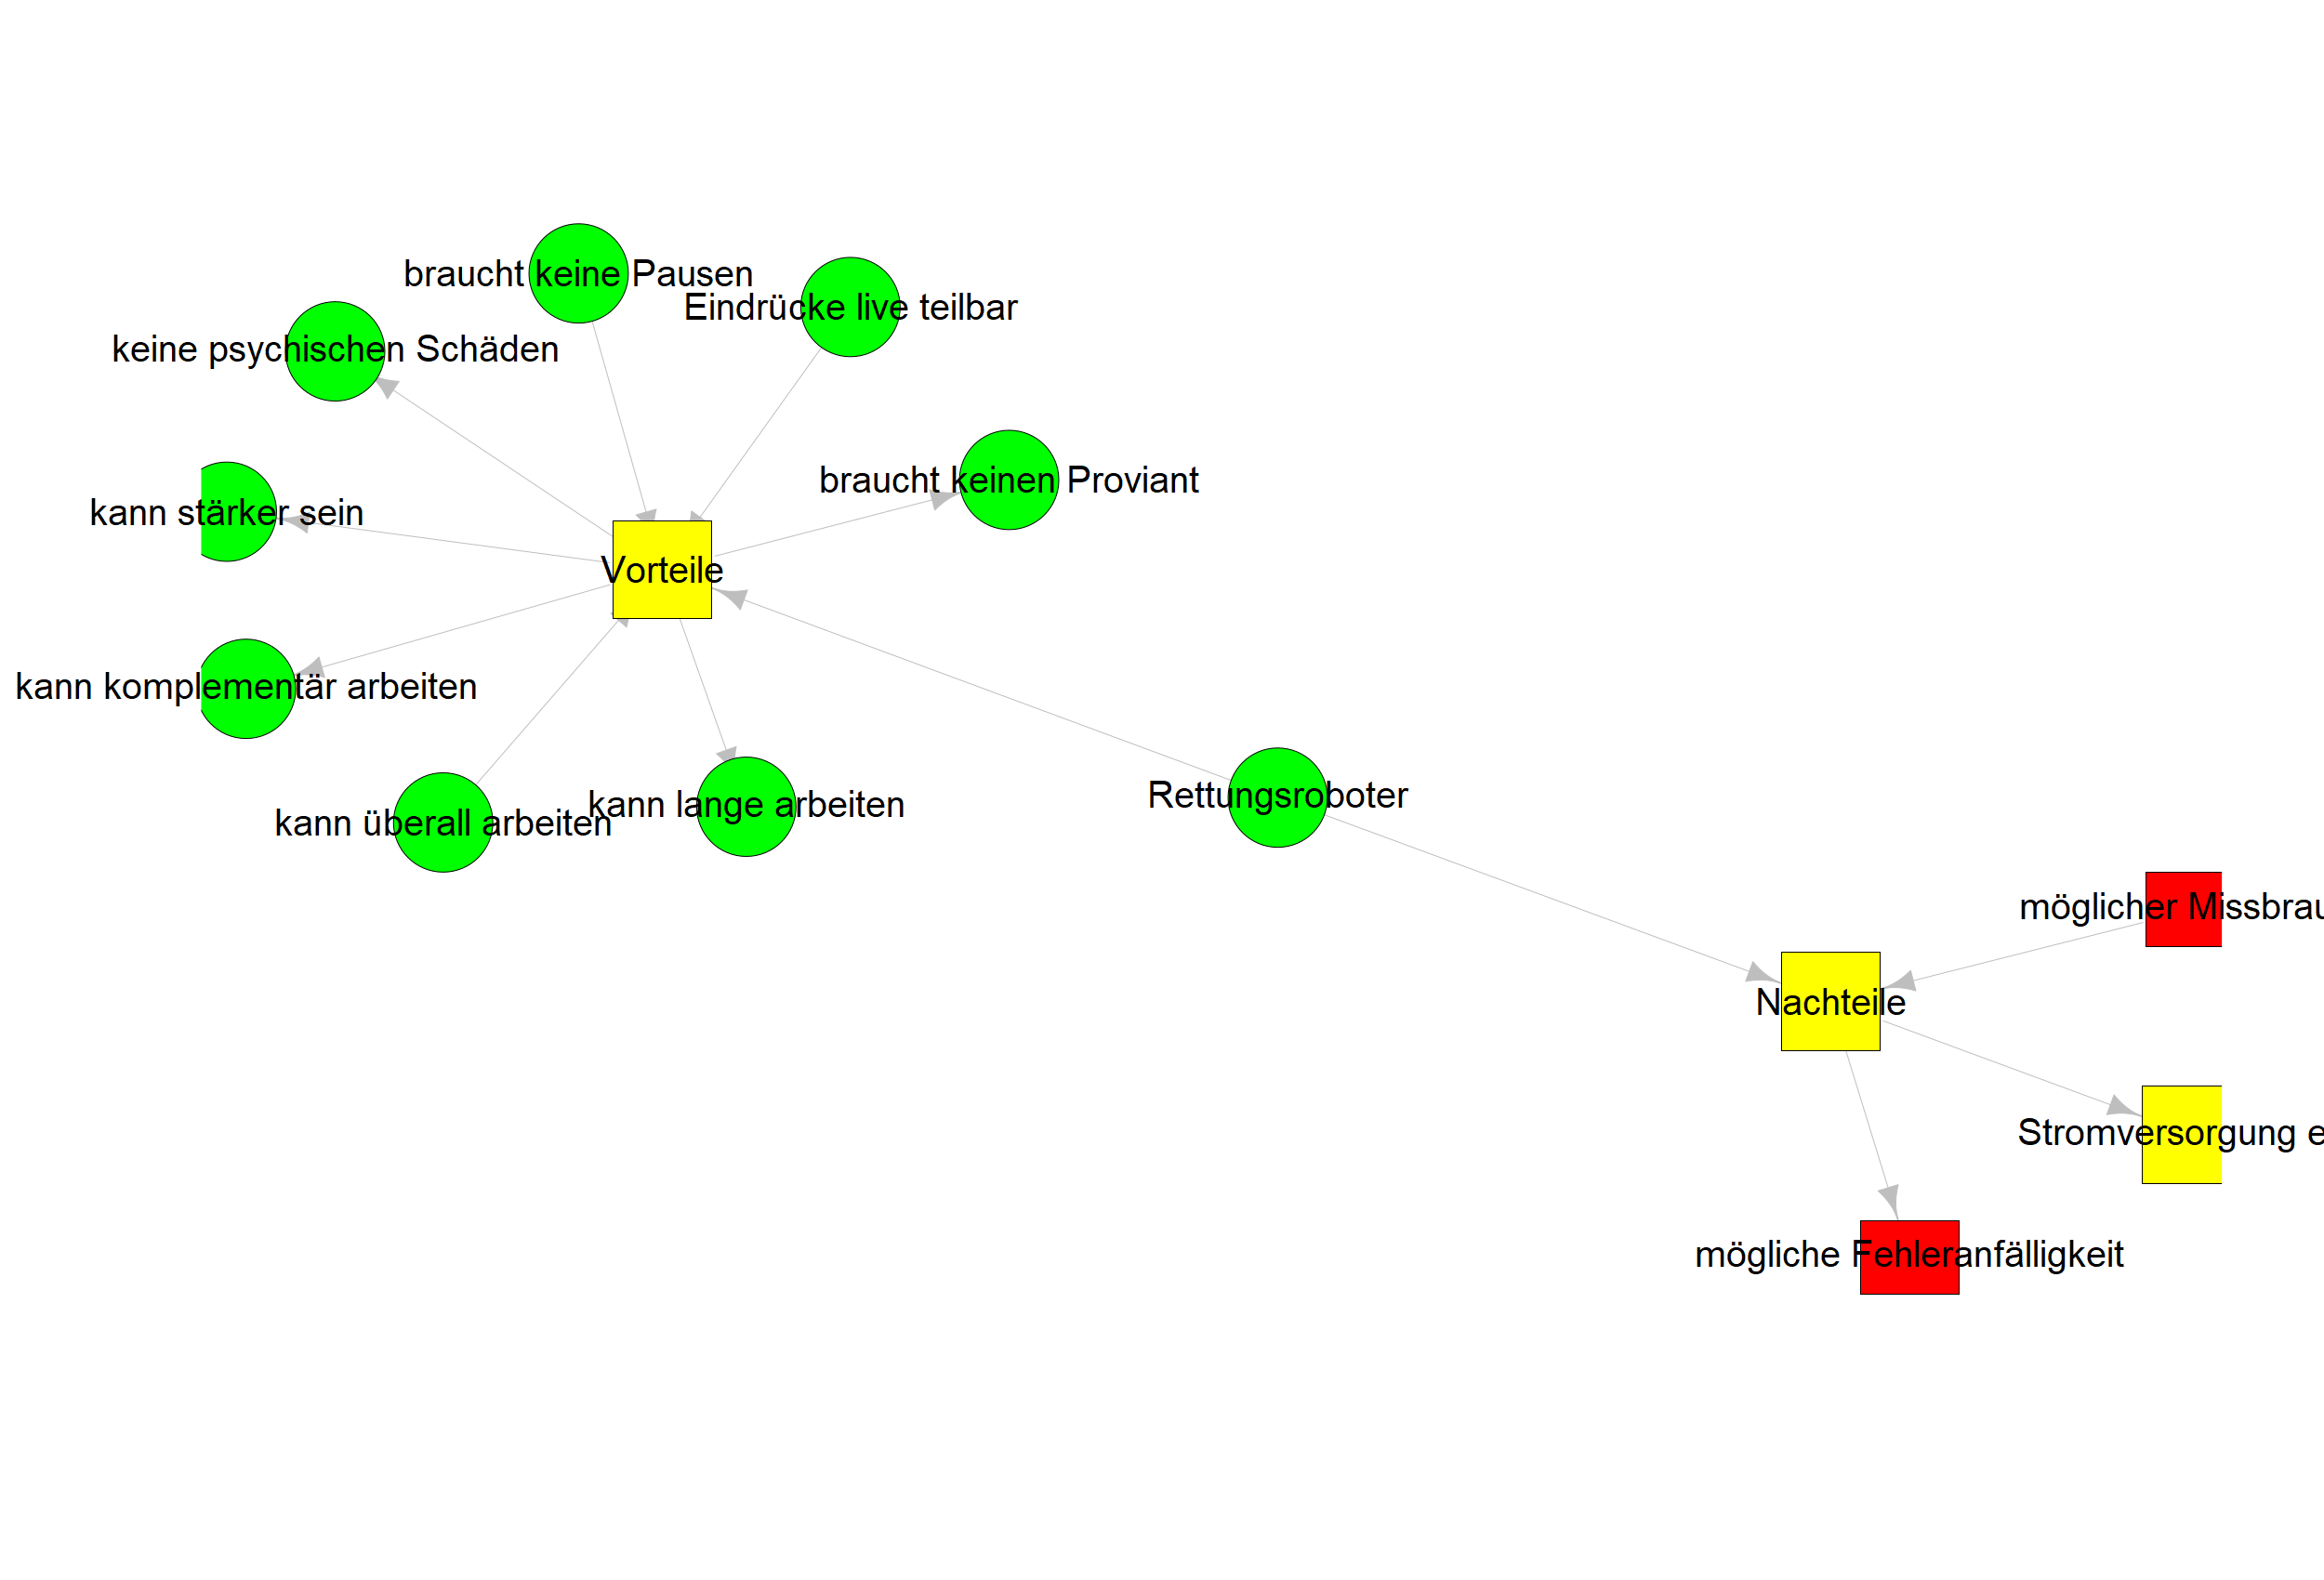 braucht keine Pausen
Eindrücke live teilbar
keine psychischen Schäden
braucht keinen Proviant
kann stärker sein
Vorteile
kann komplementär arbeiten
kann überall arbeiten
kann lange arbeiten
Rettungsroboter
möglicher Missbrau
Nachteile
Stromversorgung e
mögliche Fehleranfälligkeit